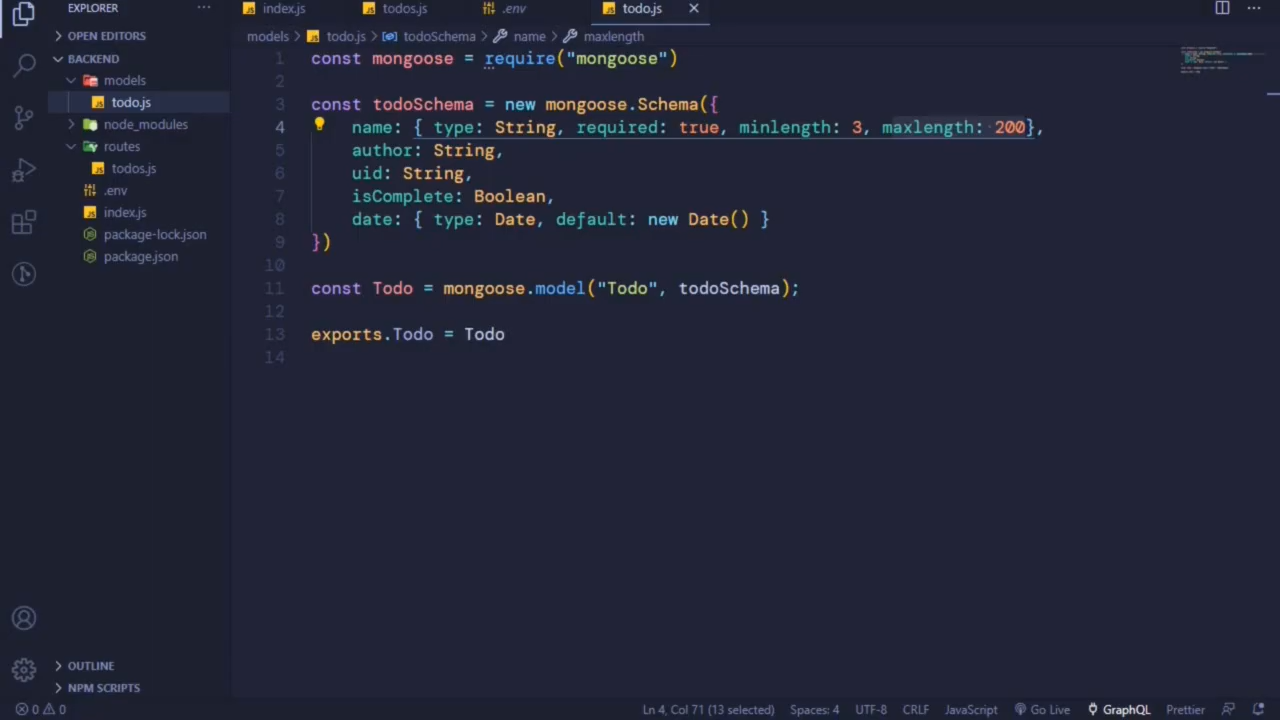 EXPLORER ...
index.js todos.js .env todo.js
OPEN EDITORS
models > todo.js > todoSchema > name > maxlength
BACKEND
models
todo.js
node_modules
routes
todos.js
.env
index.js
package-lock.json
package.json
1 const mongoose = require("mongoose")
2
3 const todoSchema = new mongoose.Schema({
4 name: { type: String, required: true, minlength: 3, maxlength: 200},
5 author: String,
6 uid: String,
7 isComplete: Boolean,
8 date: { type: Date, default: new Date() }
9 })
10
11 const Todo = mongoose.model("Todo", todoSchema);
12
13 exports.Todo = Todo
14
OUTLINE
NPM SCRIPTS
0 0 Ln 4, Col 71 (13 selected) Spaces: 4 UTF-8 CRLF JavaScript Go Live GraphQL Prettier